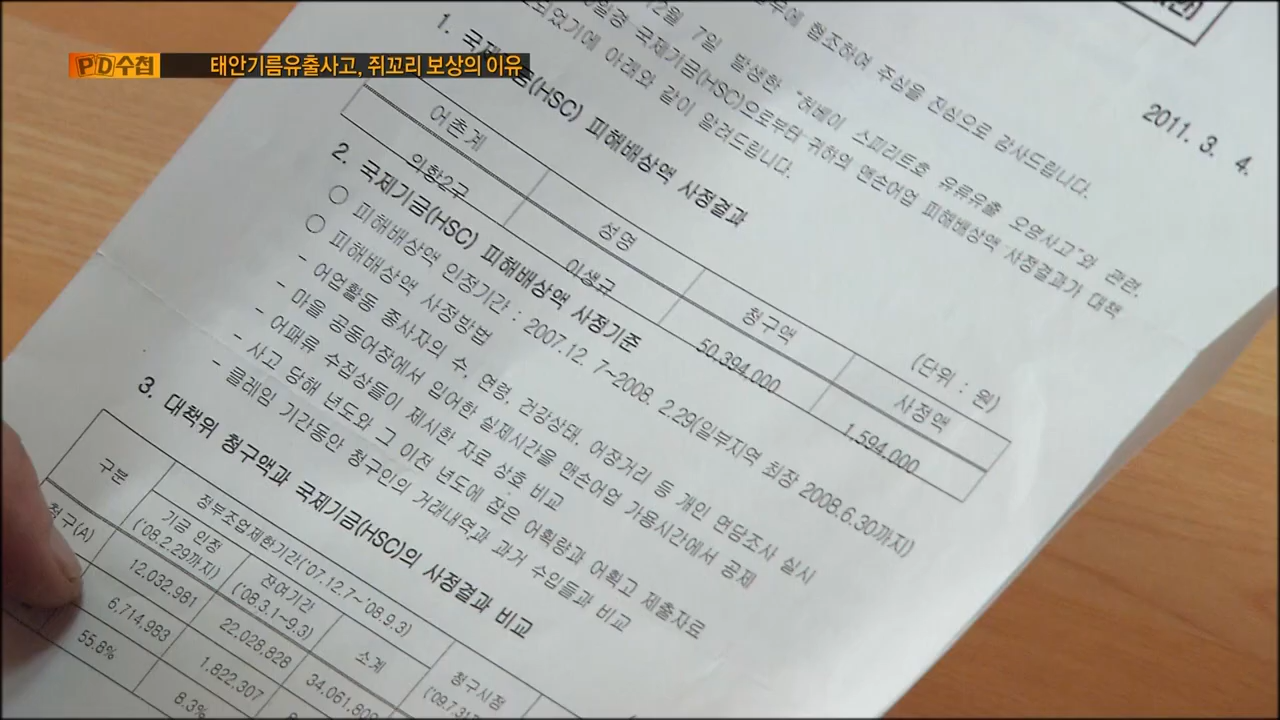 PD수첩
태안기름유출사고, 쥐꼬리 보상의 이유
협조하여 주심을 진심으로 감사드립니다.
12월 7일 발생한 "허베이 스피리트호 유류유출 오염사고"와 관련,
국제기금(HSC)으로부터 귀하의 맨손어업 피해배상액 사정결과가 대책
되었기에 아래와 같이 알려드립니다.
2011. 3. 4.
1. 국제기금(HSC) 피해배상액 사정결과
(단위 : 원)
어촌계 성명 청구액 사정액
의항2구 이생규 50,394,000 1,594,000
2. 국제기금(HSC) 피해배상액 사정기준
○ 피해배상액 인정기간 : 2007.12. 7~2008. 2.29(일부지역 최장 2008.6.30까지)
○ 피해배상액 사정방법
- 어업활동 종사자의 수, 연령, 건강상태, 어장거리 등 개인 면담조사 실시
- 마을 공동어장에서 입어한 실제시간을 맨손어업 가용시간에서 공제
- 어패류 수집상들이 제시한 자료 상호 비교
- 사고 당해 년도와 그 이전 년도에 잡은 어획량과 어획고 제출자료
- 클레임 기간동안 청구인의 거래내역과 과거 수입들과 비교
3. 대책위 청구액과 국제기금(HSC)의 사정결과 비교
구분 정부조업제한기간('07.12.7~'08.9.3)
기금 인정 ('08.2.29까지) 잔여기간 ('08.3.1~9.3) 소계 청구시점
청구(A) 12,032,981 22,028,828 34,061,809
6,714,983 1,822,307
55.8% 8.3%